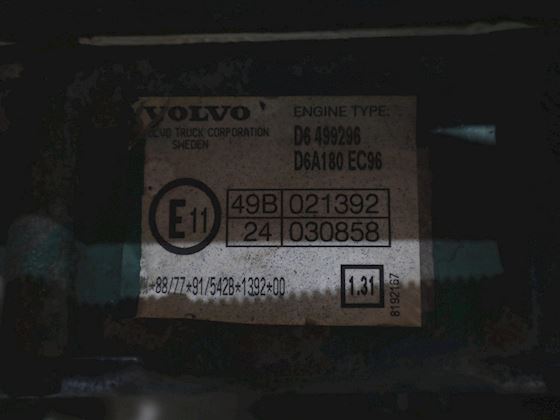 VOLVO
VOLVO TRUCK CORPORATION
SWEDEN
ENGINE TYPE:
D6 499296
D6A180 EC96
E11
49B 021392
24 030858
*88/77*91/542B*1392*00
1.31
8192167